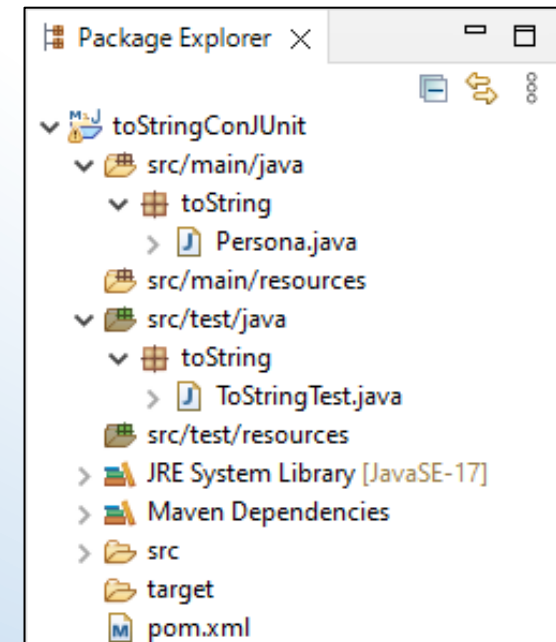 Package Explorer
toStringConJUnit
src/main/java
toString
Persona.java
src/main/resources
src/test/java
toString
ToStringTest.java
src/test/resources
JRE System Library [JavaSE-17]
Maven Dependencies
src
target
pom.xml